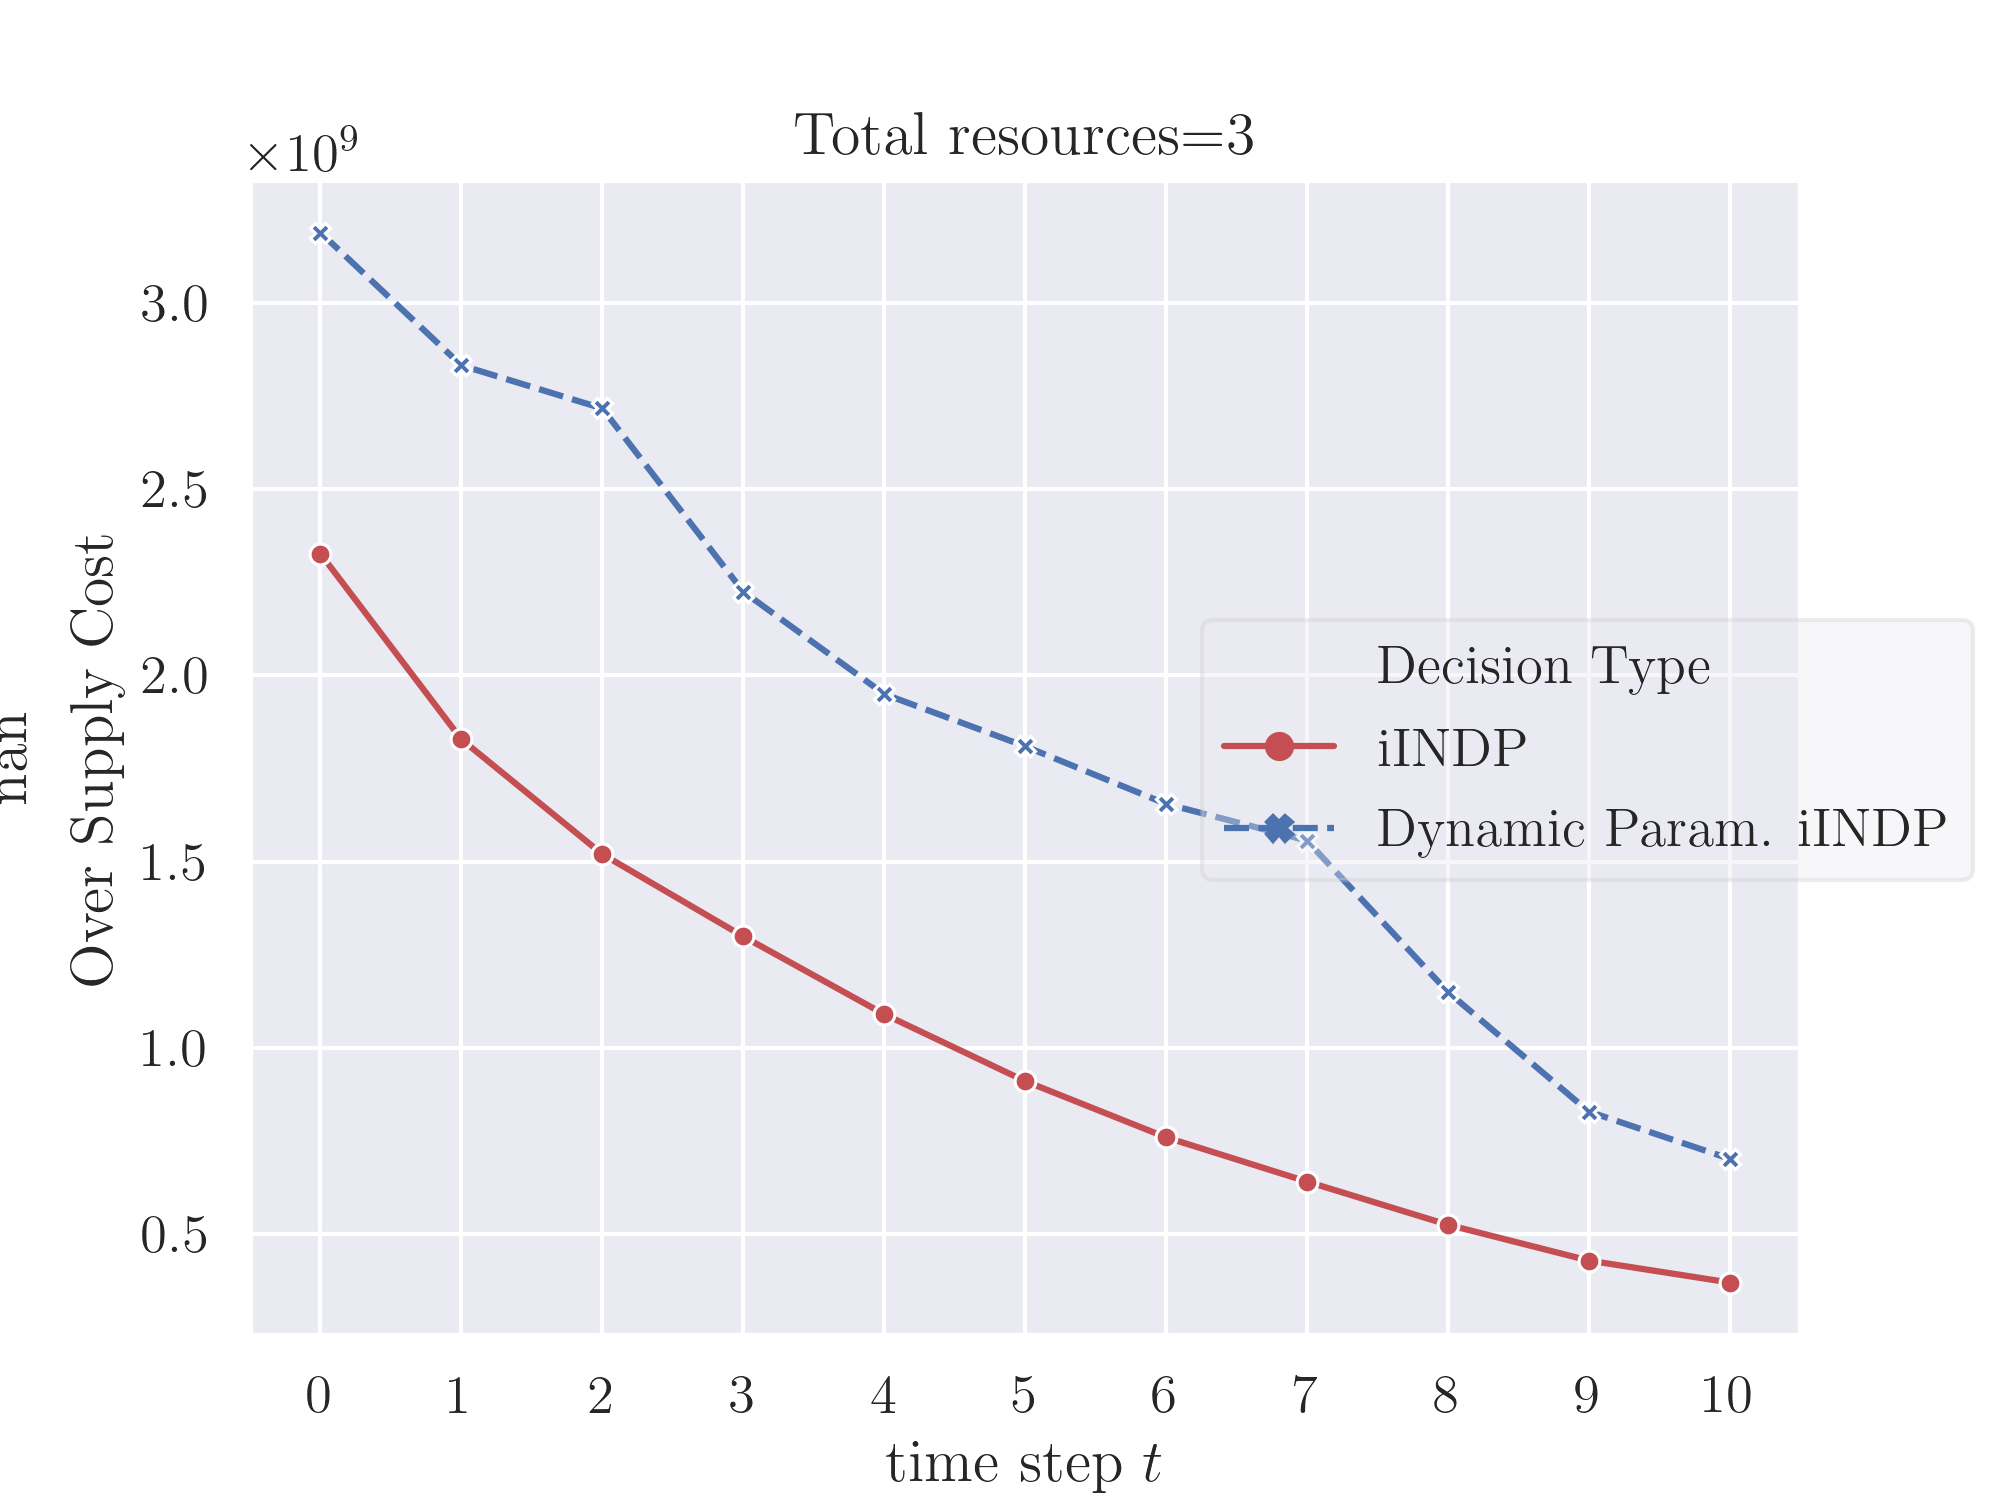 Total resources=3
×10⁹
3.0
2.5
2.0
1.5
1.0
0.5
nan
Over Supply Cost
Decision Type
iINDP
Dynamic Param. iINDP
0 1 2 3 4 5 6 7 8 9 10
time step t